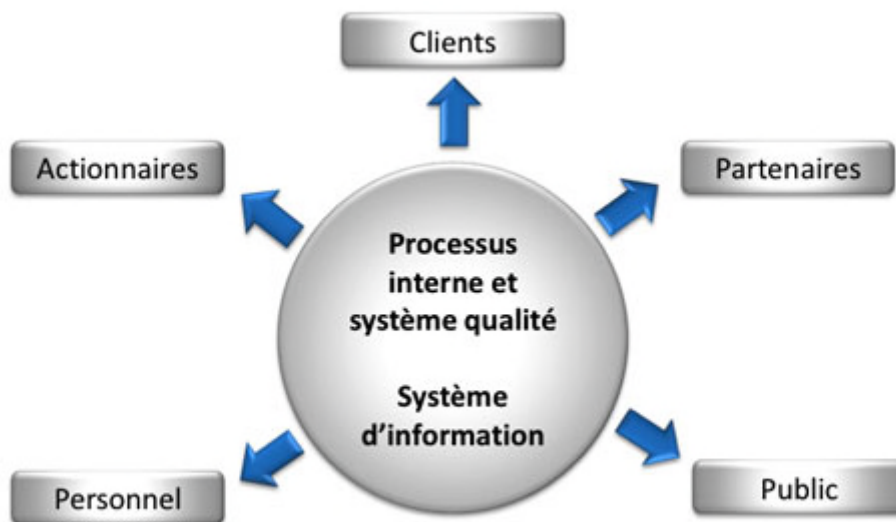 Clients
Actionnaires
Partenaires
Processus
interne et
système qualité
Système
d’information
Personnel
Public